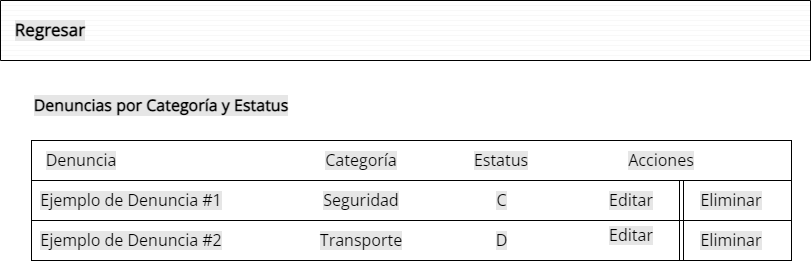 Regresar
Denuncias por Categoría y Estatus
Denuncia Categoría Estatus Acciones
Ejemplo de Denuncia #1 Seguridad C Editar Eliminar
Ejemplo de Denuncia #2 Transporte D Editar Eliminar